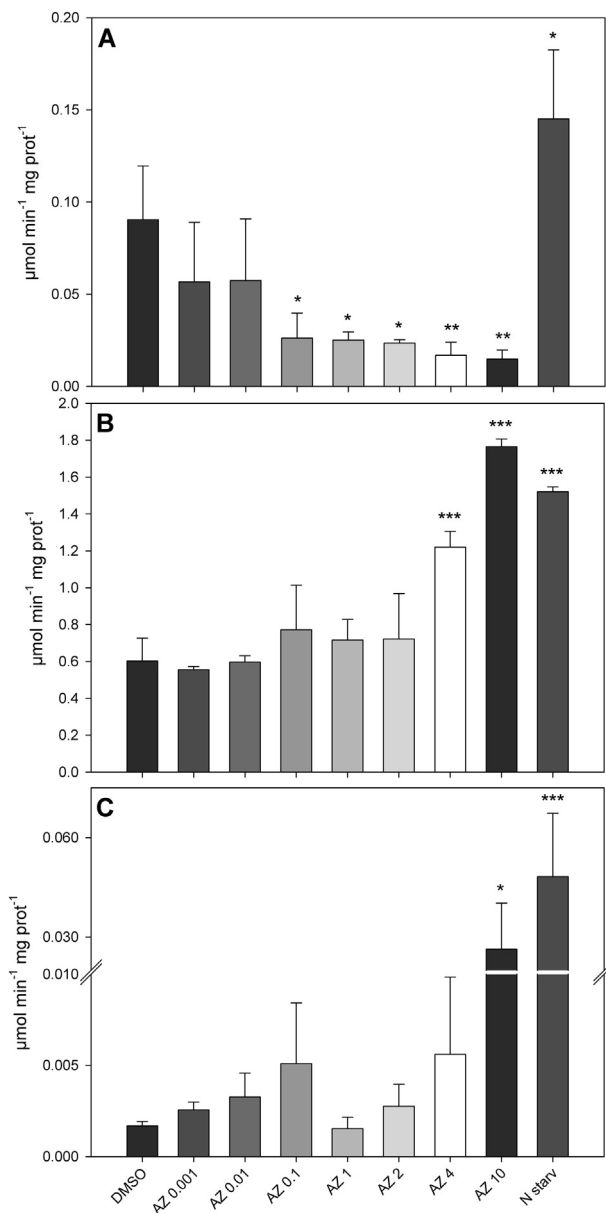 A
0.20
0.15
0.10
0.05
0.00
µmol min⁻¹ mg prot⁻¹
*
*
*
*
**
**
B
2.0
1.8
1.6
1.4
1.2
1.0
0.8
0.6
0.4
0.2
0.0
µmol min⁻¹ mg prot⁻¹
***
***
***
C
0.060
0.030
0.010
0.005
0.000
µmol min⁻¹ mg prot⁻¹
***
*
DMSO
AZ 0.001
AZ 0.01
AZ 0.1
AZ 1
AZ 2
AZ 4
AZ 10
N starv